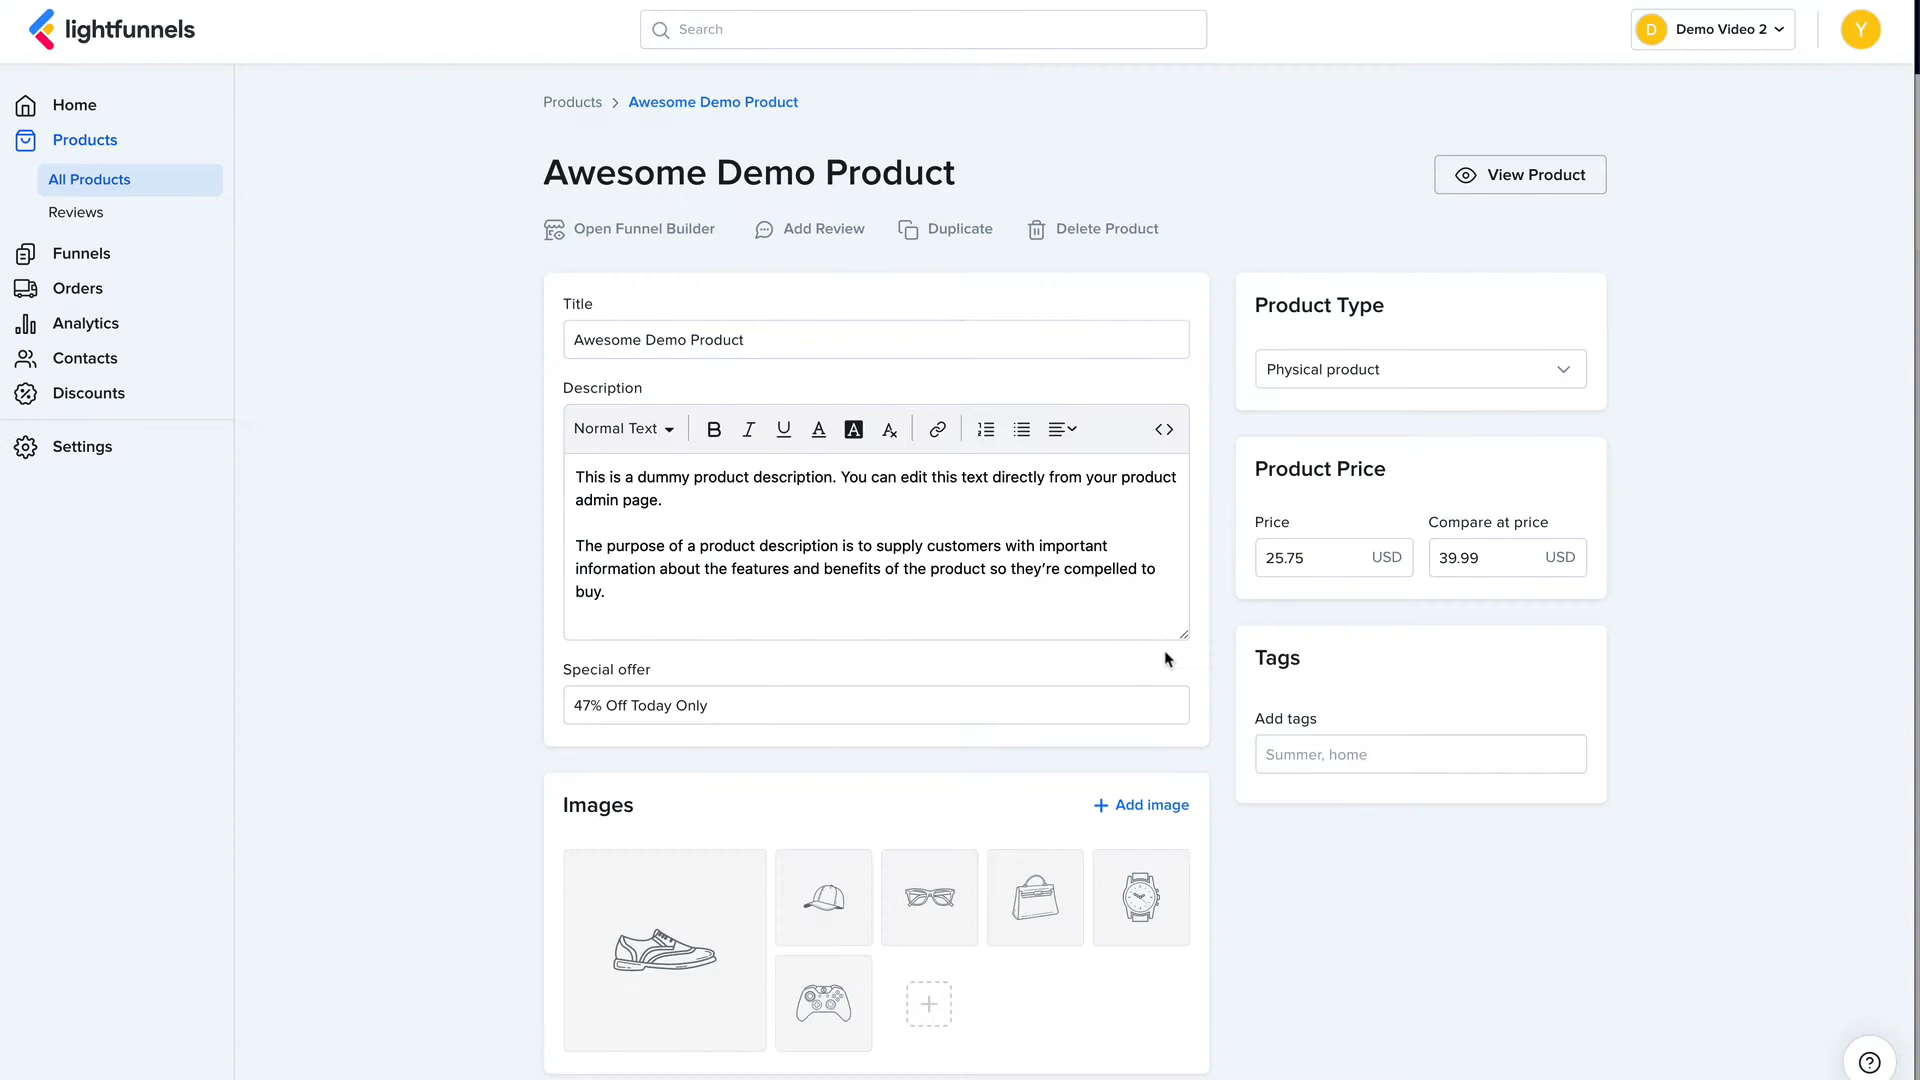 lightfunnels
Search
D
Demo Video 2
Y
Home
Products
All Products
Reviews
Funnels
Orders
Analytics
Contacts
Discounts
Settings
Products > Awesome Demo Product
Awesome Demo Product
View Product
Open Funnel Builder
Add Review
Duplicate
Delete Product
Title
Awesome Demo Product
Description
Normal Text
This is a dummy product description. You can edit this text directly from your product
admin page.
The purpose of a product description is to supply customers with important
information about the features and benefits of the product so they’re compelled to
buy.
Special offer
47% Off Today Only
Images
+ Add image
Product Type
Physical product
Product Price
Price
Compare at price
25.75 USD
39.99 USD
Tags
Add tags
Summer, home